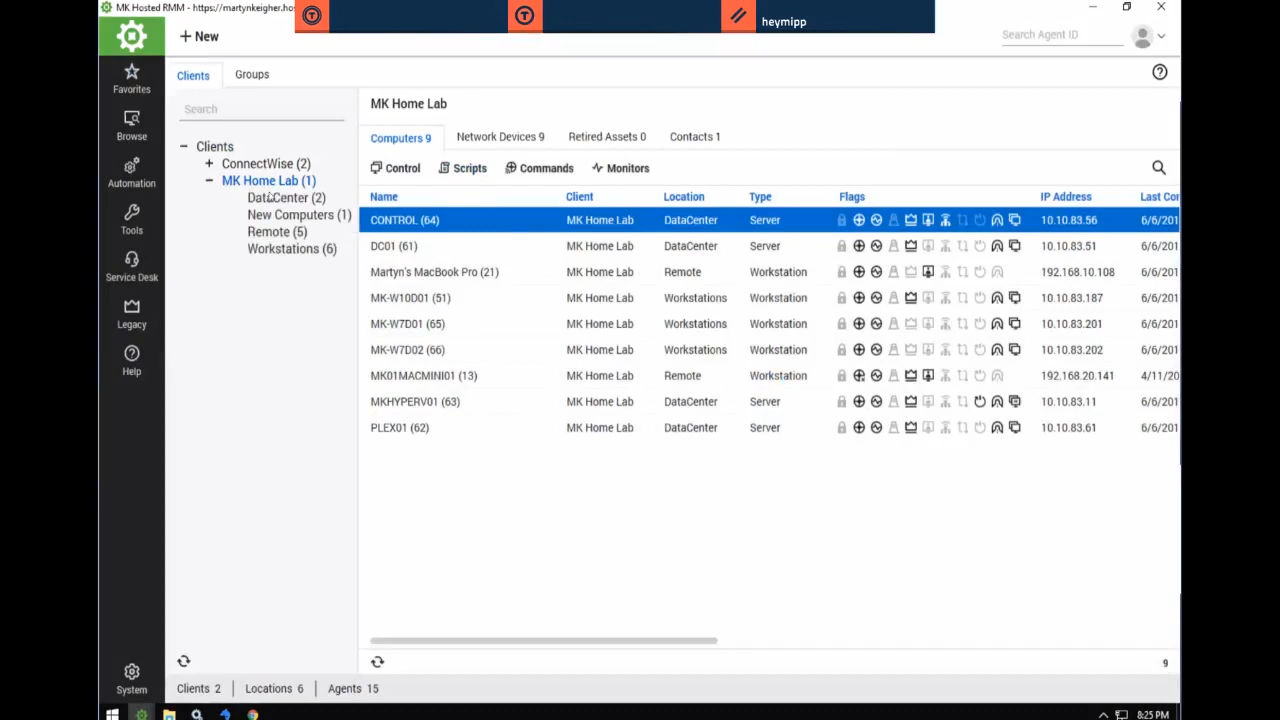 MK Hosted RMM - https://martynkeigher.ho
heymipp
+ New
Search Agent ID
Favorites
Browse
Automation
Tools
Service Desk
Legacy
Help
System
Clients
Groups
Search
Clients
ConnectWise (2)
MK Home Lab (1)
DataCenter (2)
New Computers (1)
Remote (5)
Workstations (6)
MK Home Lab
Computers 9 Network Devices 9 Retired Assets 0 Contacts 1
Control Scripts Commands Monitors
Name Client Location Type Flags IP Address Last Con
CONTROL (64) MK Home Lab DataCenter Server 10.10.83.56 6/6/201
DC01 (61) MK Home Lab DataCenter Server 10.10.83.51 6/6/201
Martyn's MacBook Pro (21) MK Home Lab Remote Workstation 192.168.10.108 6/6/201
MK-W10D01 (51) MK Home Lab Workstations Workstation 10.10.83.187 6/6/201
MK-W7D01 (65) MK Home Lab Workstations Workstation 10.10.83.201 6/6/201
MK-W7D02 (66) MK Home Lab Workstations Workstation 10.10.83.202 6/6/201
MK01MACMINI01 (13) MK Home Lab Remote Workstation 192.168.20.141 4/11/20
MKHYPERV01 (63) MK Home Lab DataCenter Server 10.10.83.11 6/6/201
PLEX01 (62) MK Home Lab DataCenter Server 10.10.83.61 6/6/201
9
Clients 2 Locations 6 Agents 15
8:25 PM